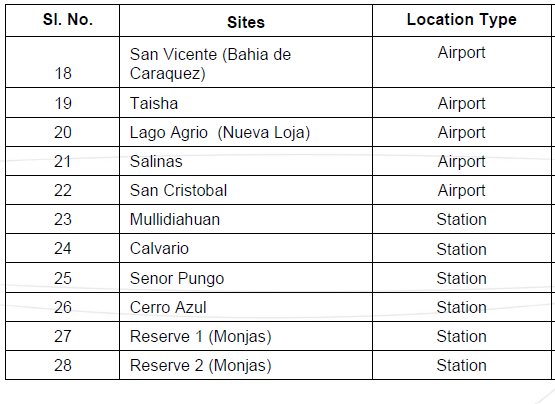 Sl. No. Sites Location Type
18 San Vicente (Bahia de Caraquez) Airport
19 Taisha Airport
20 Lago Agrio (Nueva Loja) Airport
21 Salinas Airport
22 San Cristobal Airport
23 Mullidiahuan Station
24 Calvario Station
25 Senor Pungo Station
26 Cerro Azul Station
27 Reserve 1 (Monjas) Station
28 Reserve 2 (Monjas) Station